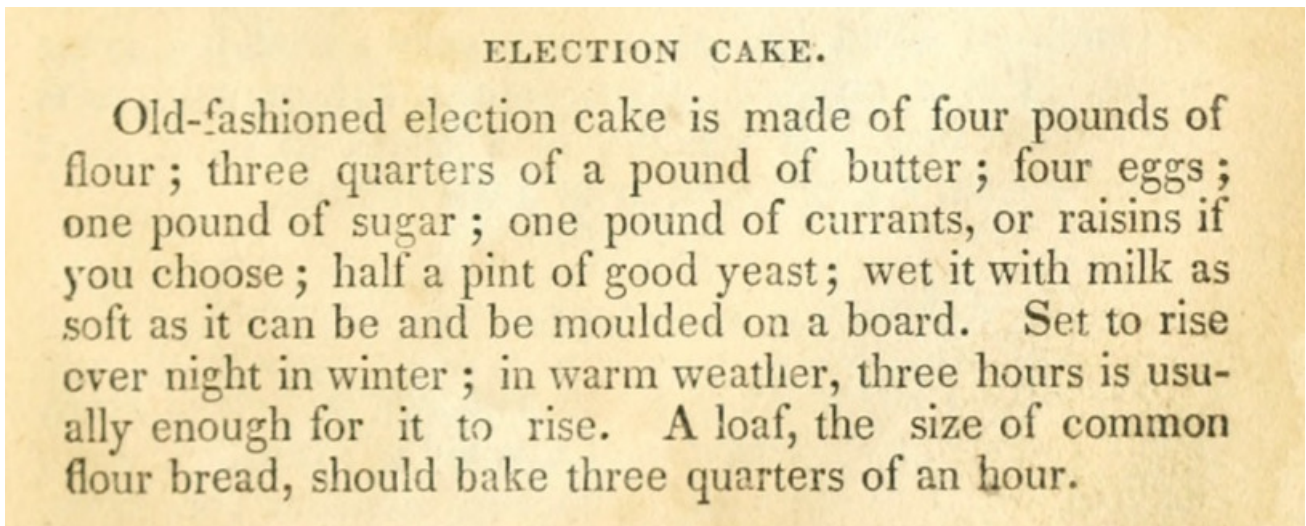 ELECTION CAKE.
Old-fashioned election cake is made of four pounds of
flour; three quarters of a pound of butter; four eggs;
one pound of sugar; one pound of currants, or raisins if
you choose; half a pint of good yeast; wet it with milk as
soft as it can be and be moulded on a board. Set to rise
over night in winter; in warm weather, three hours is usu-
ally enough for it to rise. A loaf, the size of common
flour bread, should bake three quarters of an hour.